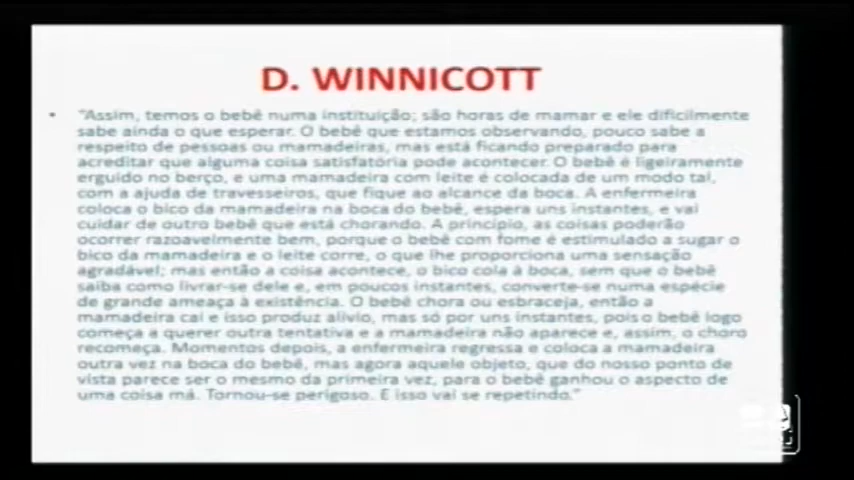 D. WINNICOTT
• "Assim, temos o bebê numa instituição; são horas de mamar e ele dificilmente
sabe ainda o que esperar. O bebê que estamos observando, pouco sabe a
respeito de pessoas ou mamadeiras, mas está ficando preparado para
acreditar que alguma coisa satisfatória pode acontecer. O bebê é ligeiramente
erguido no berço, e uma mamadeira com leite é colocada de um modo tal,
com a ajuda de travesseiros, que fique ao alcance da boca. A enfermeira
coloca o bico da mamadeira na boca do bebê, espera uns instantes, e vai
cuidar de outro bebê que está chorando. A princípio, as coisas poderão
ocorrer razoavelmente bem, porque o bebê com fome é estimulado a sugar o
bico da mamadeira e o leite corre, o que lhe proporciona uma sensação
agradável; mas então a coisa acontece, o bico cola à boca, sem que o bebê
saiba como livrar-se dele e, em poucos instantes, converte-se numa espécie
de grande ameaça à existência. O bebê chora ou esbraceja, então a
mamadeira cai e isso produz alívio, mas só por uns instantes, pois o bebê logo
começa a querer outra tentativa e a mamadeira não aparece e, assim, o choro
recomeça. Momentos depois, a enfermeira regressa e coloca a mamadeira
outra vez na boca do bebê, mas agora aquele objeto, que do nosso ponto de
vista parece ser o mesmo da primeira vez, para o bebê ganhou o aspecto de
uma coisa má. Tornou-se perigoso. E isso vai se repetindo."